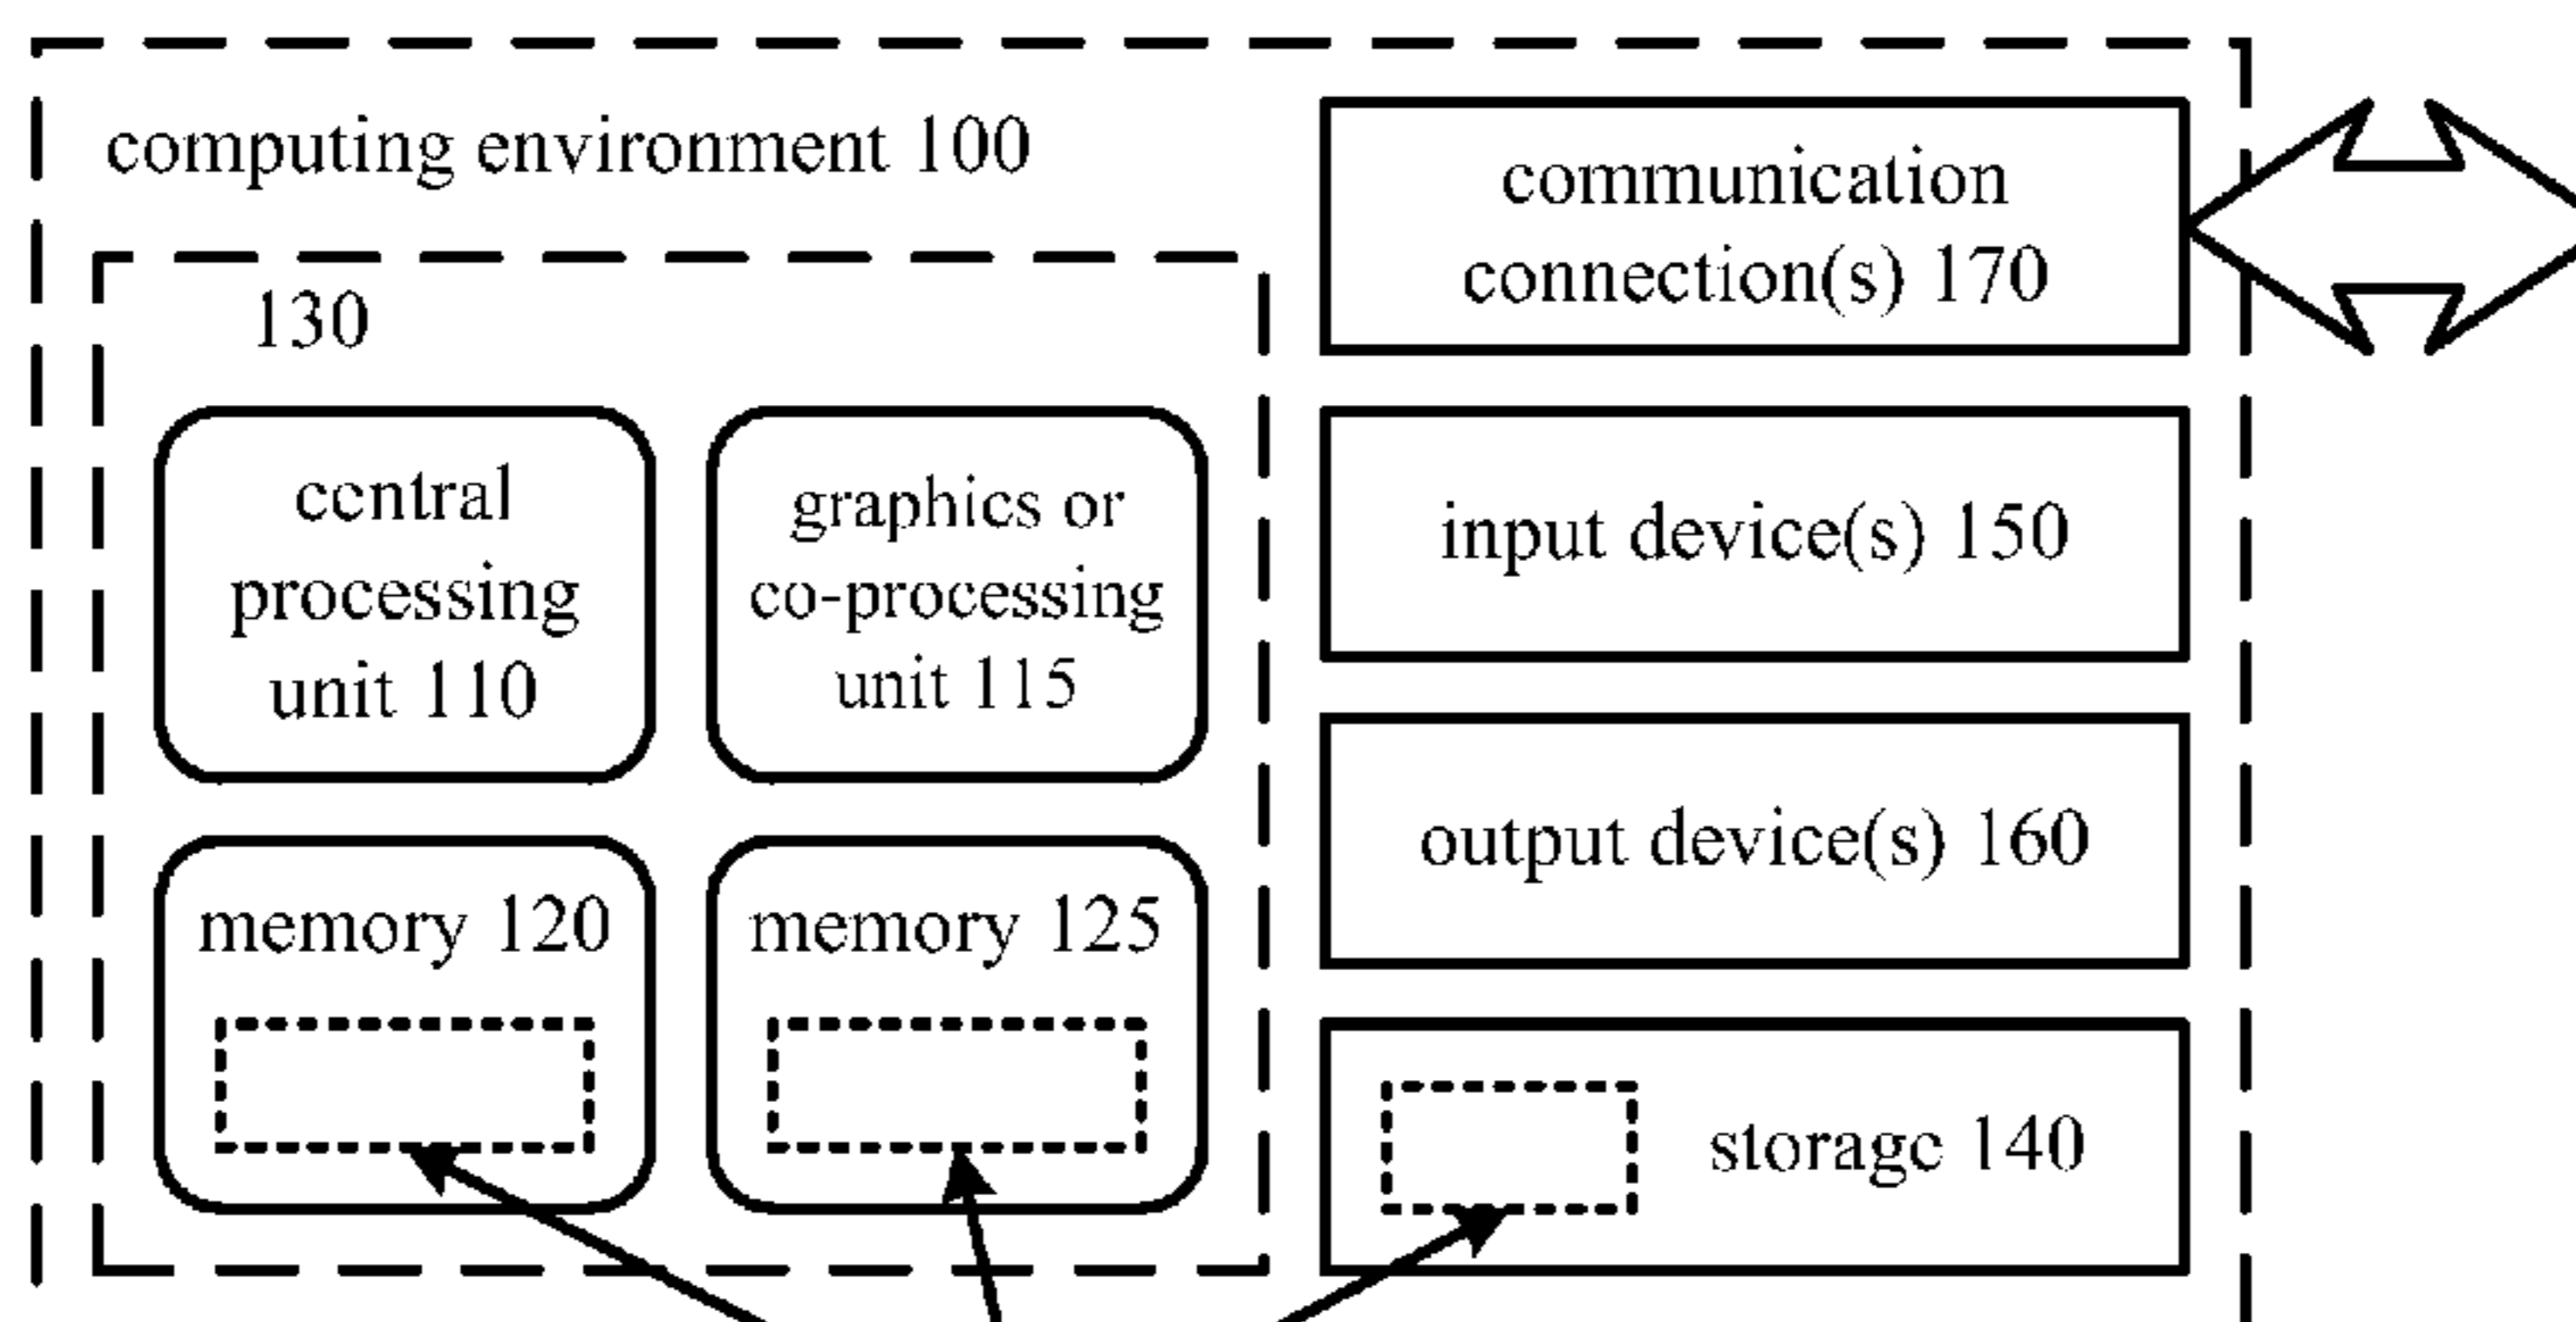 computing environment 100
130
central
processing
unit 110
graphics or
co-processing
unit 115
memory 120
memory 125
communication
connection(s) 170
input device(s) 150
output device(s) 160
storage 140